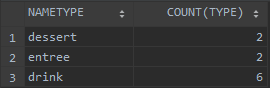 NAMETYPE COUNT(TYPE)
1 dessert 2
2 entree 2
3 drink 6